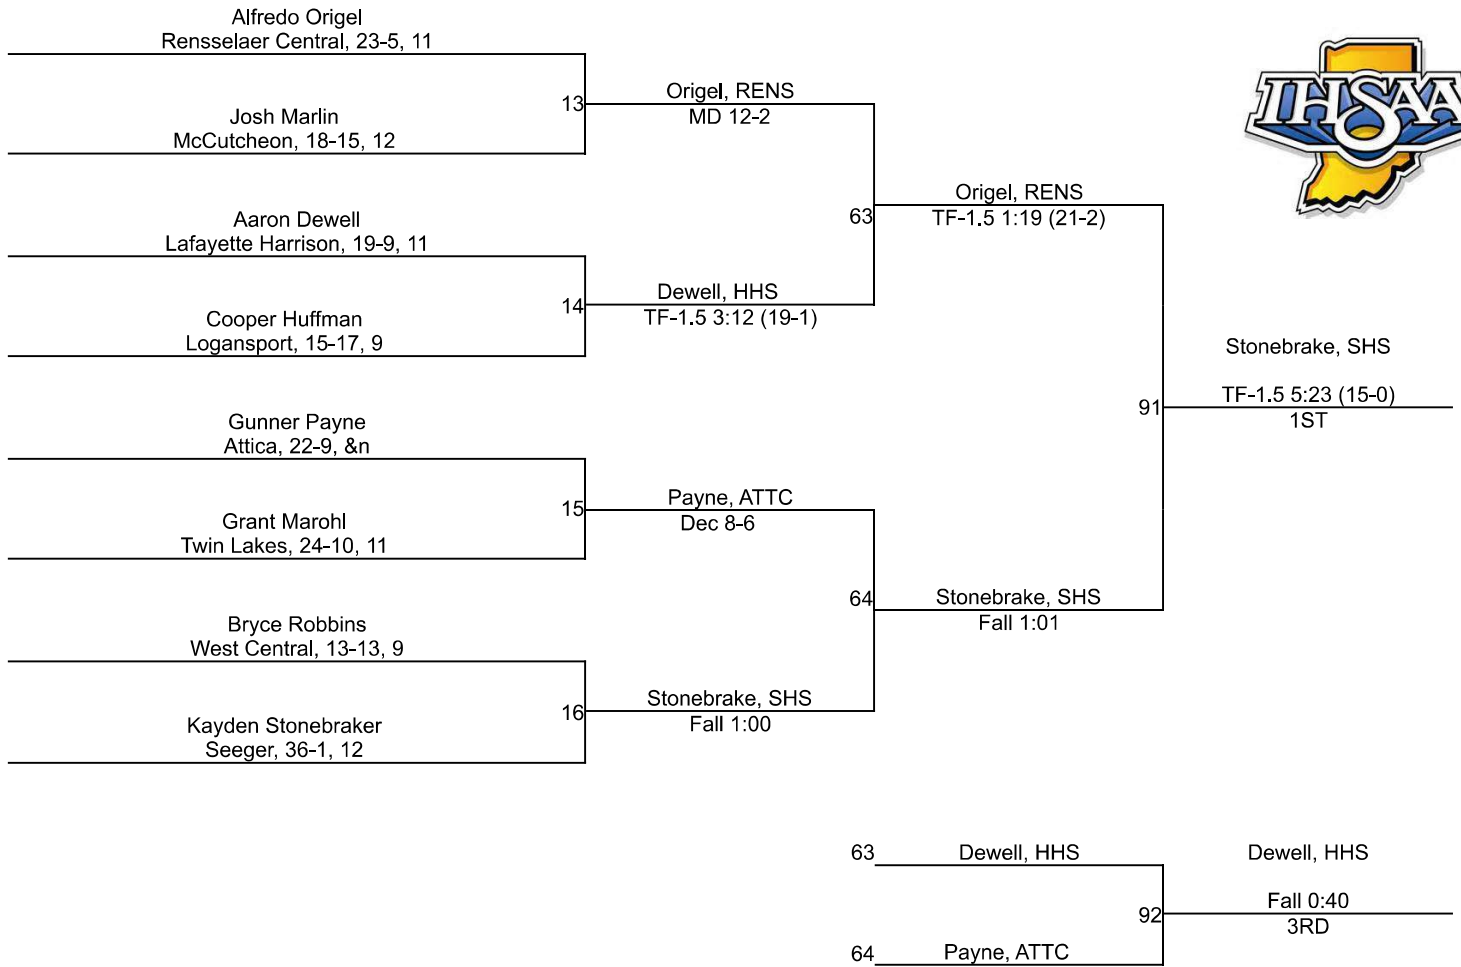 Alfredo Origel
Rensselaer Central, 23-5, 11
13
Josh Marlin
McCutcheon, 18-15, 12
Origel, RENS
MD 12-2
IHSAA
Aaron Dewell
Lafayette Harrison, 19-9, 11
63
Origel, RENS
TF-1.5 1:19 (21-2)
14
Cooper Huffman
Logansport, 15-17, 9
Dewell, HHS
TF-1.5 3:12 (19-1)
Stonebrake, SHS
91
TF-1.5 5:23 (15-0)
1ST
Gunner Payne
Attica, 22-9, &n
15
Grant Marohl
Twin Lakes, 24-10, 11
Payne, ATTC
Dec 8-6
64
Stonebrake, SHS
Fall 1:01
Bryce Robbins
West Central, 13-13, 9
16
Kayden Stonebraker
Seeger, 36-1, 12
Stonebrake, SHS
Fall 1:00
63
Dewell, HHS
Dewell, HHS
92
Fall 0:40
3RD
64
Payne, ATTC